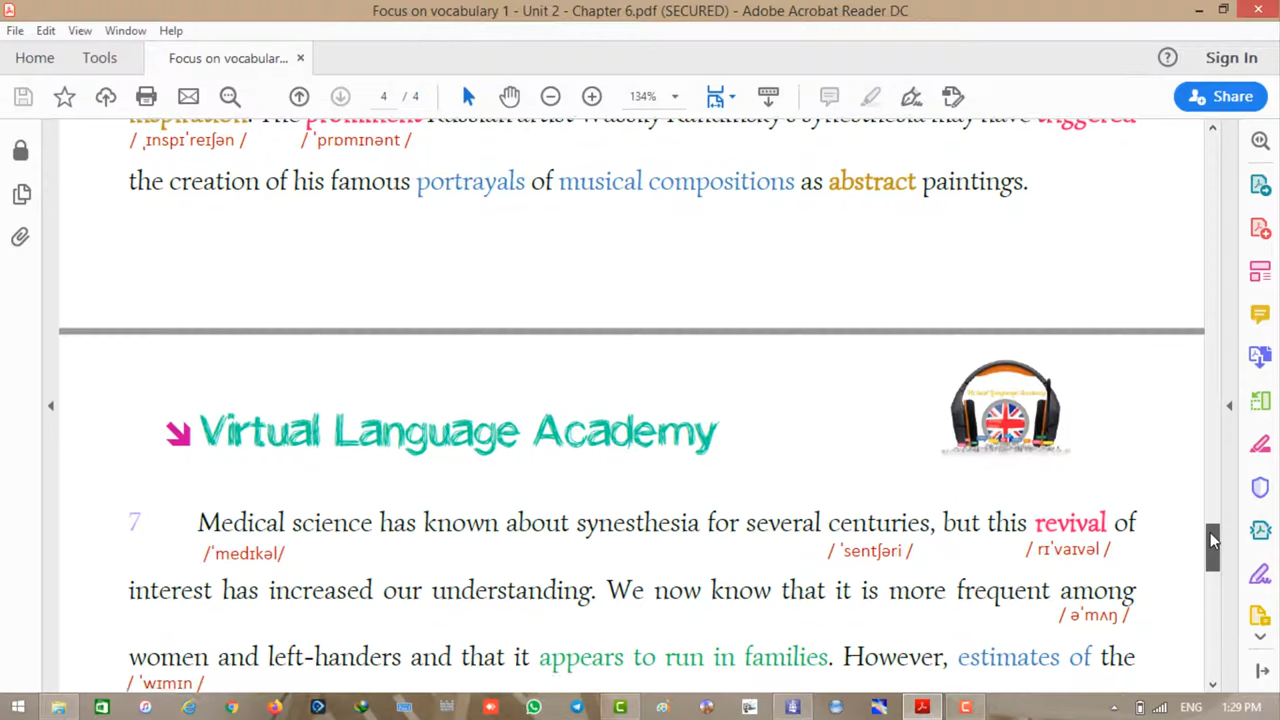 Focus on vocabulary 1 - Unit 2 - Chapter 6.pdf (SECURED) - Adobe Acrobat Reader DC
File Edit View Window Help
Home Tools Focus on vocabular... × Sign In
4 / 4 134% Share
inspiration. The prominent Russian artist Wassily Kandinsky's synesthesia may have triggered
/ ˌɪnspɪˈreɪʃən / / ˈprɒmɪnənt /
the creation of his famous portrayals of musical compositions as abstract paintings.
Virtual Language Academy
7 Medical science has known about synesthesia for several centuries, but this revival of
/ˈmedɪkəl/ / ˈsentʃəri / / rɪˈvaɪvəl /
interest has increased our understanding. We now know that it is more frequent among
/ əˈmʌŋ /
women and left-handers and that it appears to run in families. However, estimates of the
/ ˈwɪmɪn /
ENG 1:29 PM